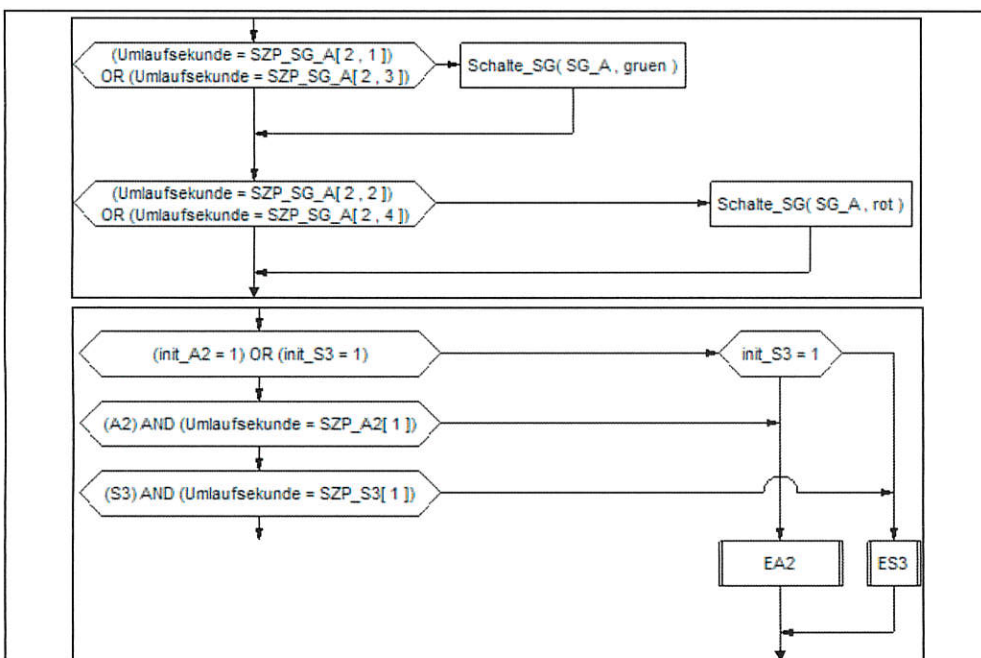 (Umlaufsekunde = SZP_SG_A[ 2 , 1 ])
OR (Umlaufsekunde = SZP_SG_A[ 2 , 3 ])
Schalte_SG( SG_A , gruen )
(Umlaufsekunde = SZP_SG_A[ 2 , 2 ])
OR (Umlaufsekunde = SZP_SG_A[ 2 , 4 ])
Schalte_SG( SG_A , rot )
(init_A2 = 1) OR (init_S3 = 1)
init_S3 = 1
(A2) AND (Umlaufsekunde = SZP_A2[ 1 ])
(S3) AND (Umlaufsekunde = SZP_S3[ 1 ])
EA2
ES3